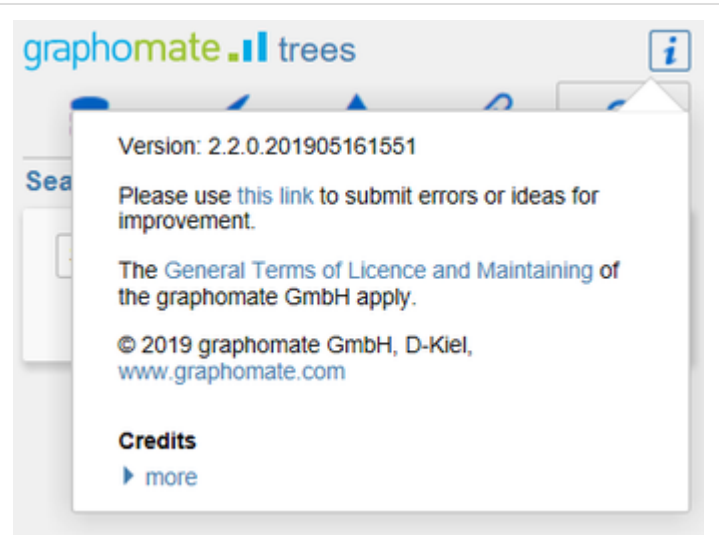 graphomate trees
i
Version: 2.2.0.201905161551
Sea
Please use this link to submit errors or ideas for
improvement.
The General Terms of Licence and Maintaining of
the graphomate GmbH apply.
© 2019 graphomate GmbH, D-Kiel,
www.graphomate.com
Credits
more